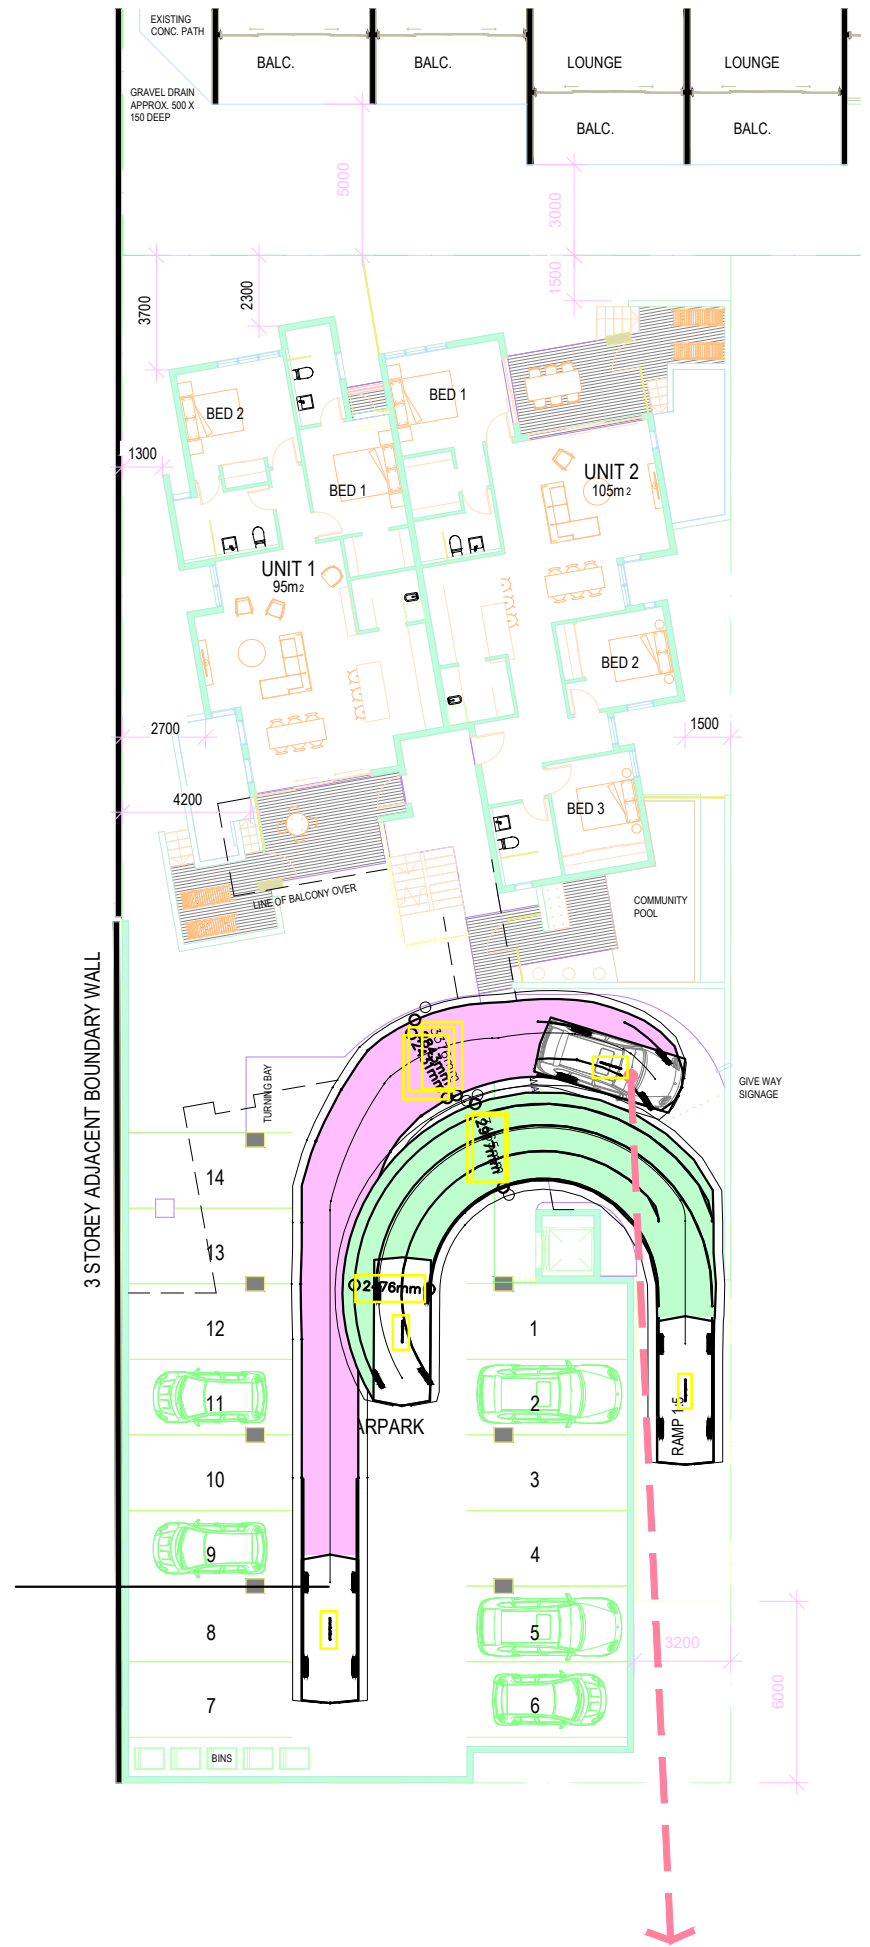 EXISTING
CONC. PATH
BALC.
BALC.
LOUNGE
LOUNGE
GRAVEL DRAIN
APPROX. 500 X
150 DEEP
BALC.
BALC.
5000
3000
1500
3700
2300
BED 2
BED 1
1300
BED 1
UNIT 2
105m2
UNIT 1
95m2
BED 2
2700
1500
4200
BED 3
LINE OF BALCONY OVER
COMMUNITY
POOL
3 STOREY ADJACENT BOUNDARY WALL
TURNING BAY
GIVE WAY
SIGNAGE
14
13
2476mm
12
1
11
2
ARPARK
RAMP 1:5
10
3
9
4
8
5
3200
6000
7
6
BINS